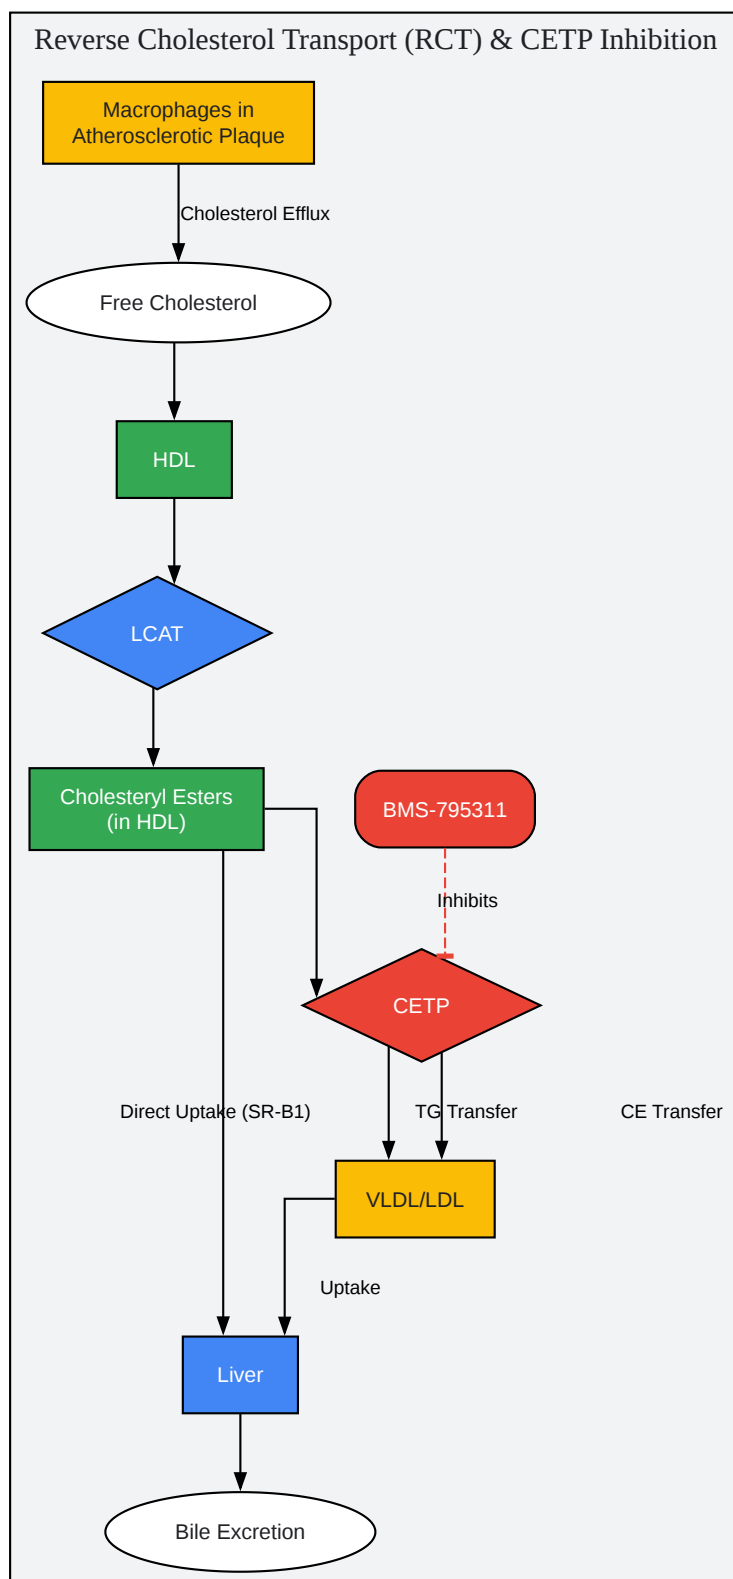 Reverse Cholesterol Transport (RCT) & CETP Inhibition
Macrophages in
Atherosclerotic Plaque
Cholesterol Efflux
Free Cholesterol
HDL
LCAT
Cholesteryl Esters
(in HDL)
BMS-795311
Inhibits
CETP
Direct Uptake (SR-B1)
TG Transfer
CE Transfer
VLDL/LDL
Uptake
Liver
Bile Excretion